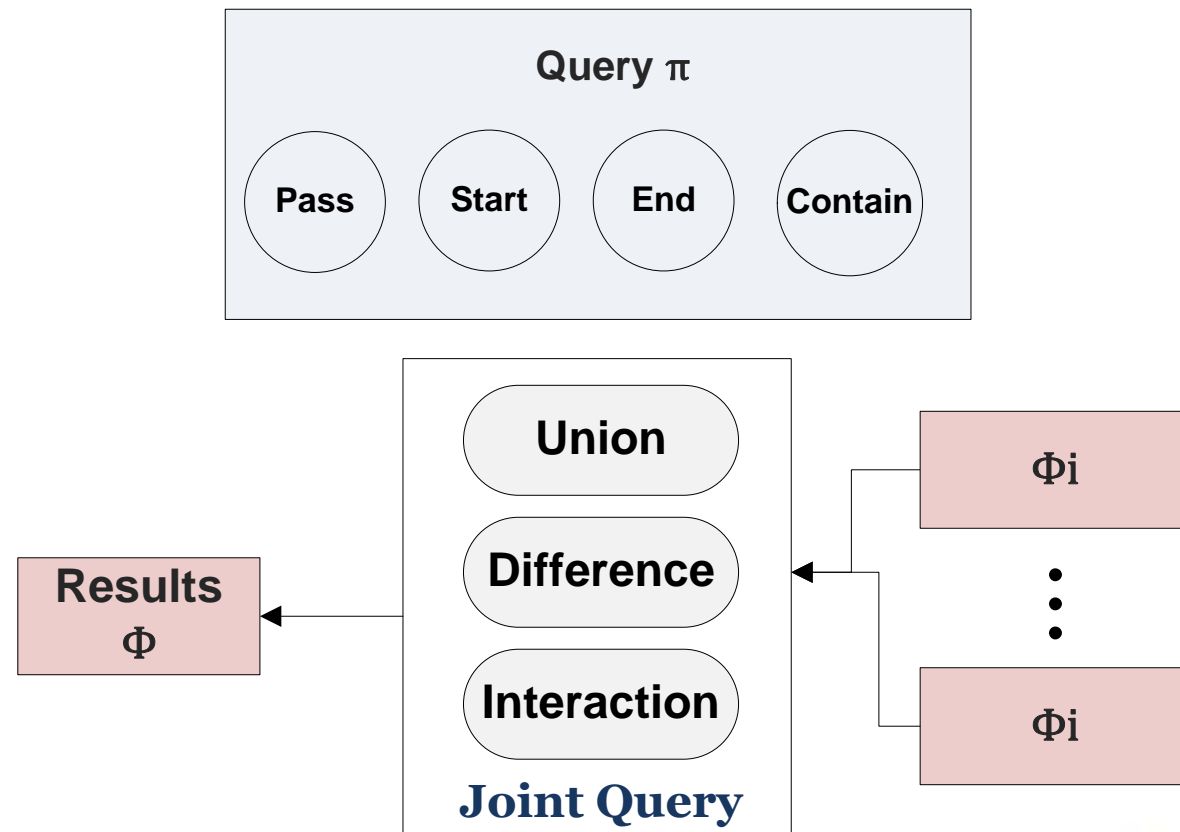 Query π
Pass
Start
End
Contain
Union
Difference
Interaction
Joint Query
Results
Φ
Φi
Φi